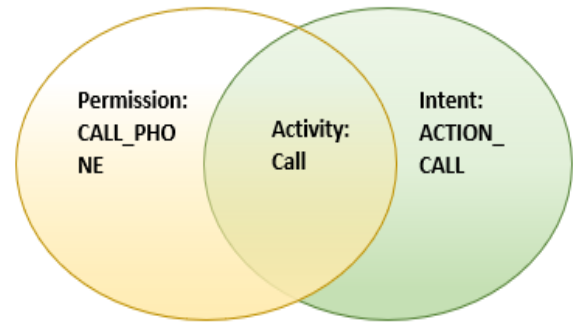 Permission:
CALL_PHO
NE
Activity:
Call
Intent:
ACTION_
CALL